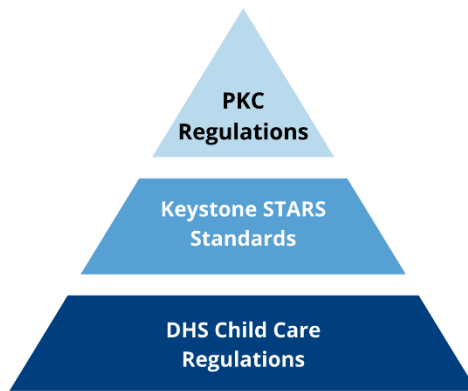 PKC
Regulations
Keystone STARS
Standards
DHS Child Care
Regulations